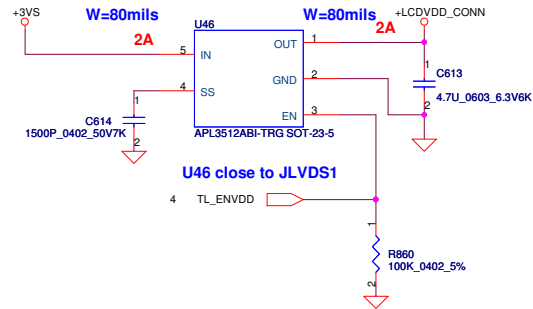 +3VS
W=80mils
U46
W=80mils
+LCDVDD_CONN
2A
2A
5 IN
OUT 1
4 SS
GND 2
EN 3
1
C614
1500P_0402_50V7K
2
1
C613
4.7U_0603_6.3V6K
2
APL3512ABI-TRG SOT-23-5
U46 close to JLVDS1
4 TL_ENVDD
1
R860
100K_0402_5%
2